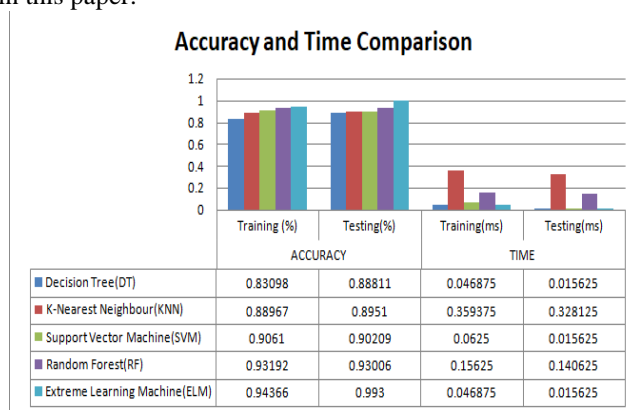 in this paper.
Accuracy and Time Comparison
1.2
1
0.8
0.6
0.4
0.2
0
Training (%) Testing(%) Training(ms) Testing(ms)
ACCURACY TIME
Decision Tree(DT) 0.83098 0.88811 0.046875 0.015625
K-Nearest Neighbour(KNN) 0.88967 0.8951 0.359375 0.328125
Support Vector Machine(SVM) 0.9061 0.90209 0.0625 0.015625
Random Forest(RF) 0.93192 0.93006 0.15625 0.140625
Extreme Learning Machine(ELM) 0.94366 0.993 0.046875 0.015625